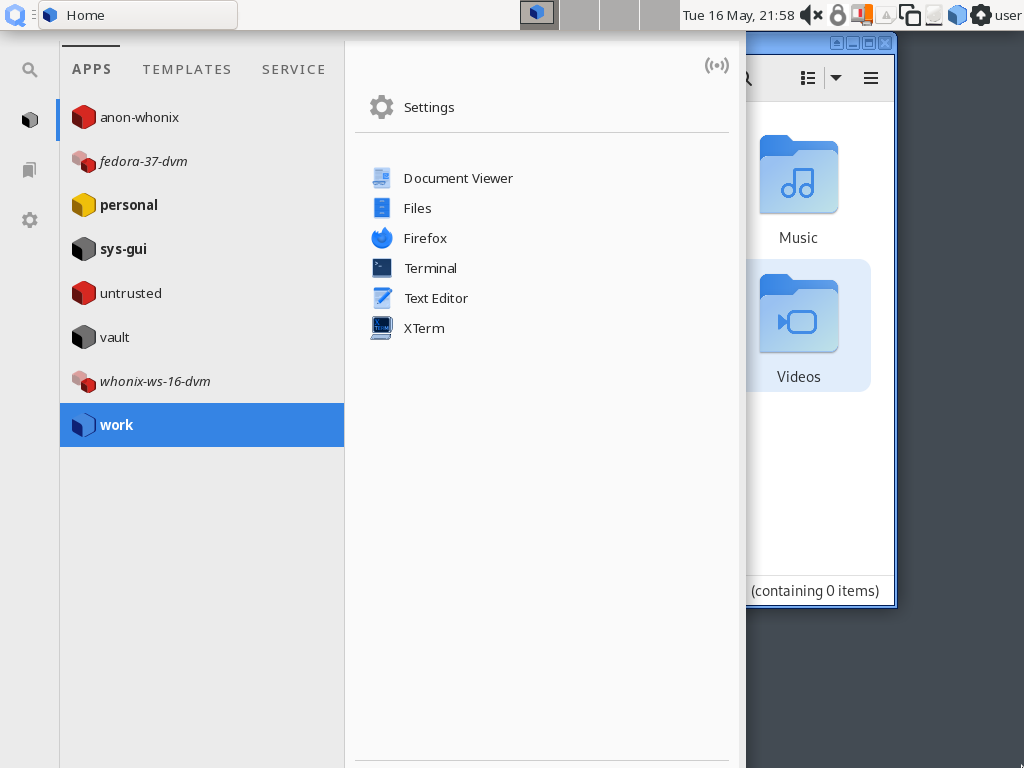 Home
Tue 16 May, 21:58
user
APPS TEMPLATES SERVICE
anon-whonix
fedora-37-dvm
personal
sys-gui
untrusted
vault
whonix-ws-16-dvm
work
Settings
Document Viewer
Files
Firefox
Terminal
Text Editor
XTerm
Music
Videos
(containing 0 items)